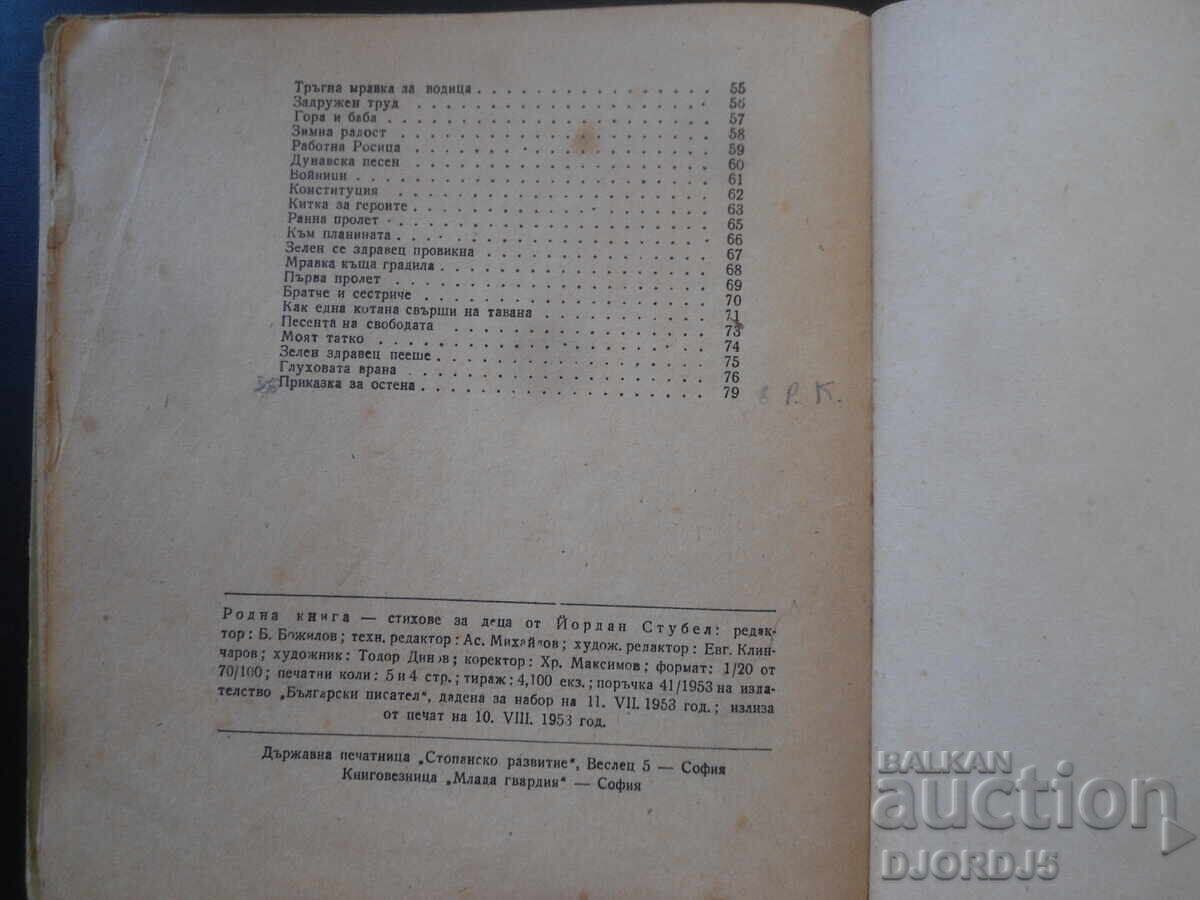 Тръгна мравка за водица . . . . . . . . . . . . . . . . 55
Задружен труд . . . . . . . . . . . . . . . . 56
Гора и баба . . . . . . . . . . . . . . . . 57
Зимна радост . . . . . . . . . . . . . . . . 58
Работна Росица . . . . . . . . . . . . . . . . 59
Дунавска песен . . . . . . . . . . . . . . . . 60
Войници . . . . . . . . . . . . . . . . 61
Конституция . . . . . . . . . . . . . . . . 62
Китка за героите . . . . . . . . . . . . . . . . 63
Ранна пролет . . . . . . . . . . . . . . . . 65
Към планината . . . . . . . . . . . . . . . . 66
Зелен се здравец провикна . . . . . . . . . . . . . . . . 67
Мравка къща градила . . . . . . . . . . . . . . . . 68
Първа пролет . . . . . . . . . . . . . . . . 69
Братче и сестриче . . . . . . . . . . . . . . . . 70
Как една котана свърши на тавана . . . . . . . . . . . . 71
Песента на свободата . . . . . . . . . . . . . . . . 73
Моят татко . . . . . . . . . . . . . . . . 74
Зелен здравец пееше . . . . . . . . . . . . . . . . 75
Глуховата врана . . . . . . . . . . . . . . . . 76
Приказка за остена . . . . . . . . . . . . . . . . 79 в Р. К.
Родна книга — стихове за деца от Йордан Стубел: редак-
тор: Б. Божилов; техн. редактор: Ас. Михайлов; худож. редактор: Евг. Клин-
чаров; художник: Тодор Динов; коректор: Хр. Максимов; формат: 1/20 от
70/100; печатни коли: 5 и 4 стр.; тираж: 4,100 екз.; поръчка 41/1953 на изда-
телство „Български писател", дадена за набор на 11. VII. 1953 год.; излиза
от печат на 10. VIII. 1953 год.
Държавна печатница „Стопанско развитие", Веслец 5 — София
Книговезница „Млада гвардия" — София
BALKAN
auction
DJORDJ5